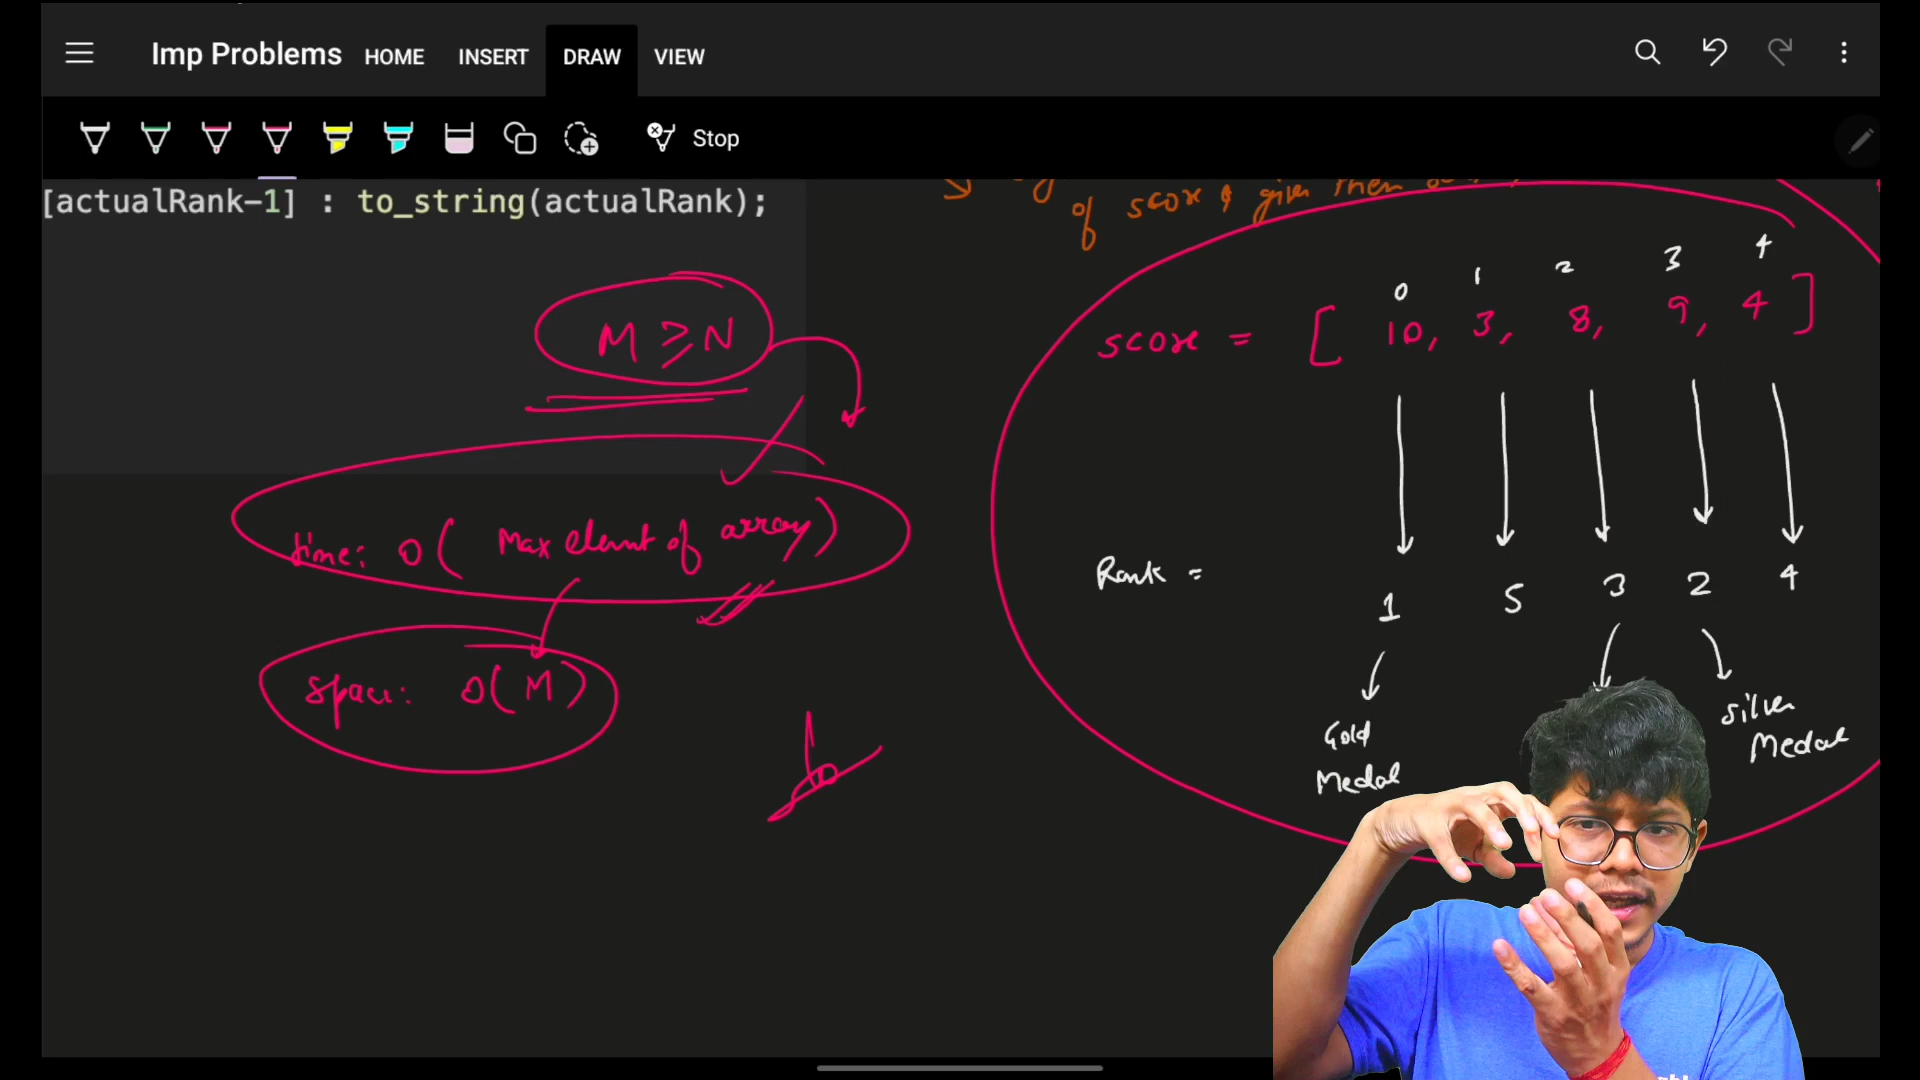 Imp Problems HOME INSERT DRAW VIEW
Stop
[actualRank-1] : to_string(actualRank);
of score & given them
M ≥ N
0 1 2 3 4
score = [ 10, 3, 8, 9, 4 ]
time: O( Max elemnt of array)
Rank =
1 5 3 2 4
space: O(M)
Gold
Medal
Silver
Medal